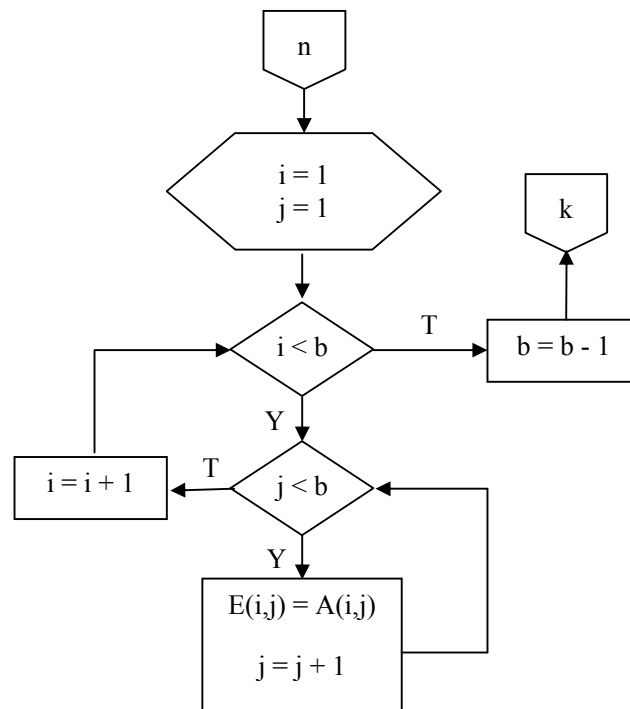 n
i = 1
j = 1
k
i < b
T
b = b - 1
Y
i = i + 1
T
j < b
Y
E(i,j) = A(i,j)
j = j + 1